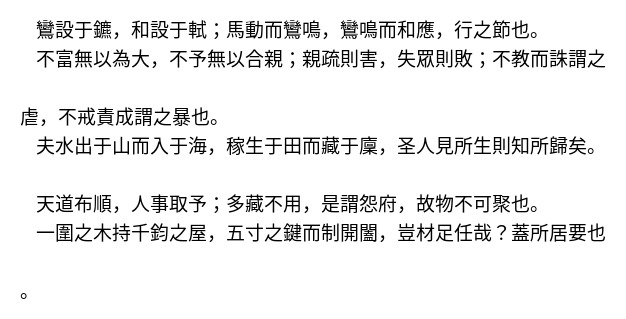 鸞設于鑣，和設于軾；馬動而鸞鳴，鸞鳴而和應，行之節也。
不富無以為大，不予無以合親；親疏則害，失眾則敗；不教而誅謂之
虐，不戒責成謂之暴也。
夫水出于山而入于海，稼生于田而藏于廩，圣人見所生則知所歸矣。
天道布順，人事取予；多藏不用，是謂怨府，故物不可聚也。
一圍之木持千鈞之屋，五寸之鍵而制開闔，豈材足任哉？蓋所居要也
。